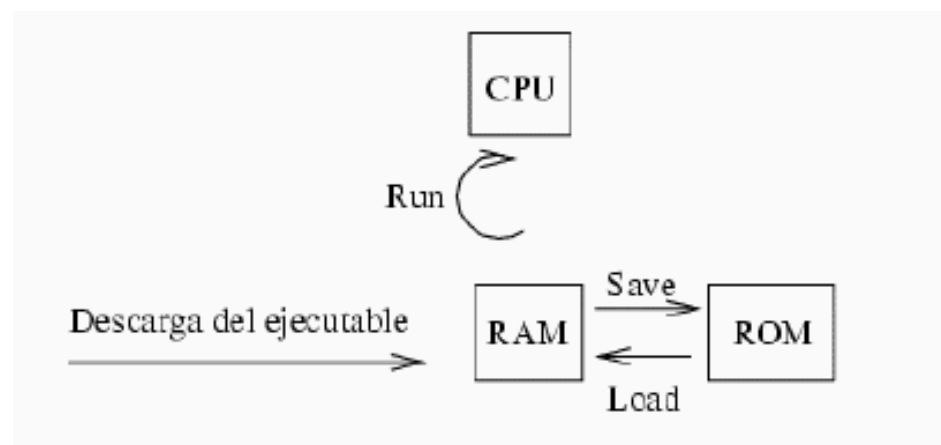 CPU
Run
Save
Descarga del ejecutable
RAM
ROM
Load